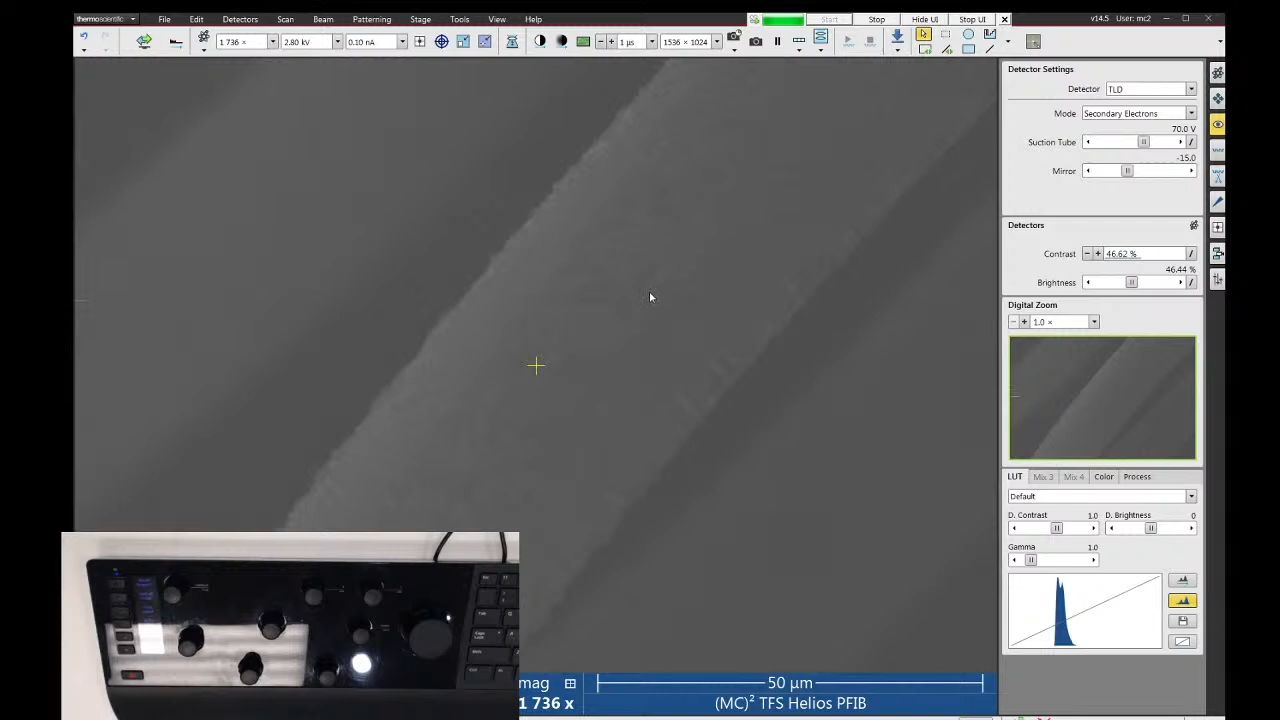 thermoscientific File Edit Detectors Scan Beam Patterning Stage Tools View Help Start Stop Hide UI Stop UI v14.5 User: mc2
1 736 × 2.80 kV 0.10 nA 1 µs 1536 × 1024
Detector Settings
Detector TLD
Mode Secondary Electrons
70.0 V
Suction Tube
-15.0
Mirror
Detectors
Contrast 46.62 %
46.44 %
Brightness
Digital Zoom
1.0 ×
LUT Mix 3 Mix 4 Color Process
Default
D. Contrast 1.0 D. Brightness 0
Gamma 1.0
mag 50 µm
1 736 x (MC)² TFS Helios PFIB